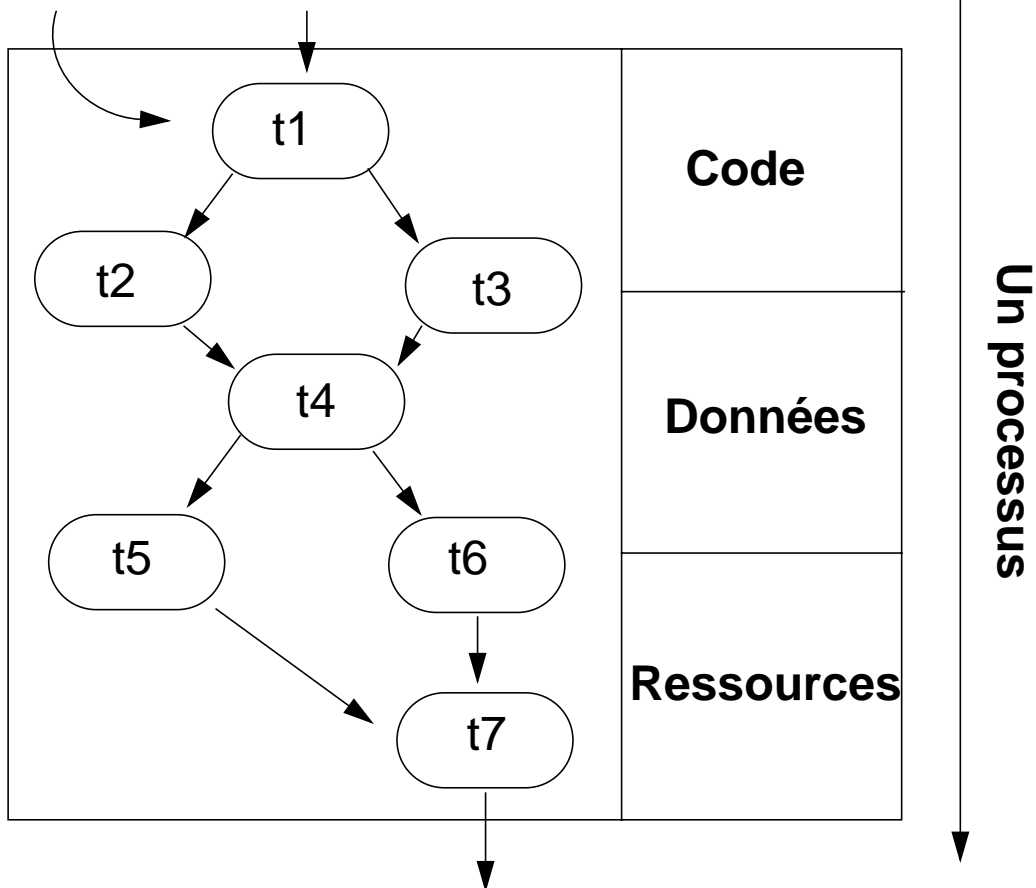 t1
Code
t2
t3
t4
Données
t5
t6
Ressources
t7
Un processus